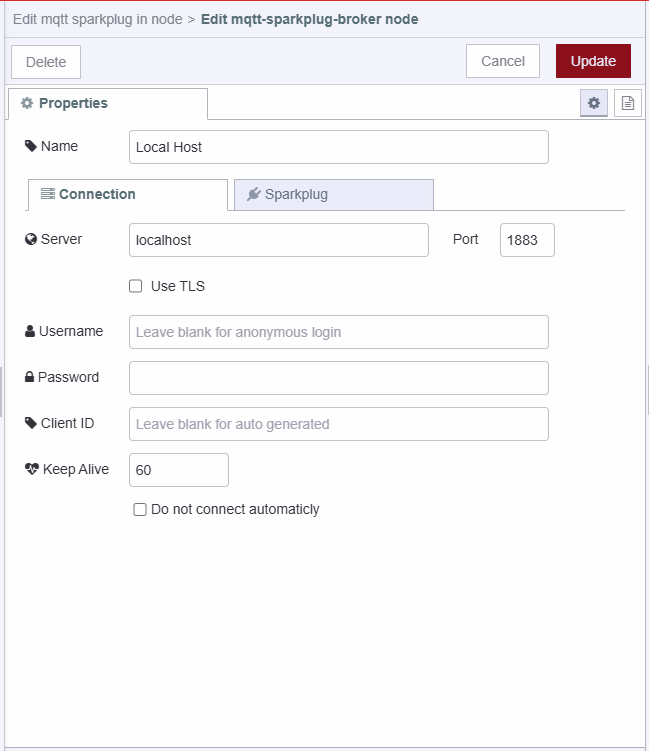 Edit mqtt sparkplug in node > Edit mqtt-sparkplug-broker node
Delete
Cancel
Update
Properties
Name
Local Host
Connection
Sparkplug
Server
localhost
Port
1883
Use TLS
Username
Leave blank for anonymous login
Password
Client ID
Leave blank for auto generated
Keep Alive
60
Do not connect automaticly